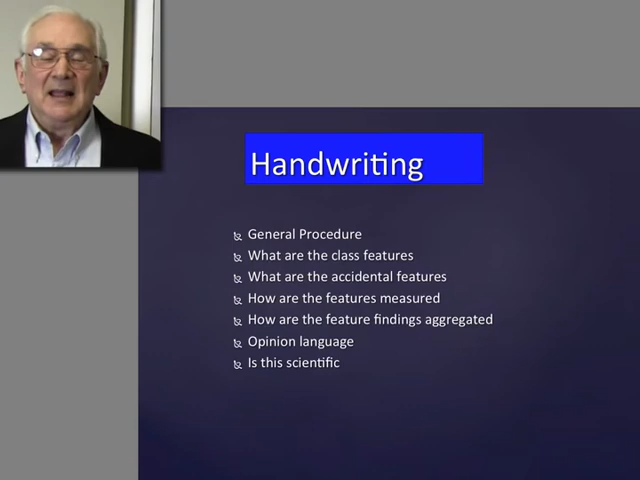 Handwriting
General Procedure
What are the class features
What are the accidental features
How are the features measured
How are the feature findings aggregated
Opinion language
Is this scientific